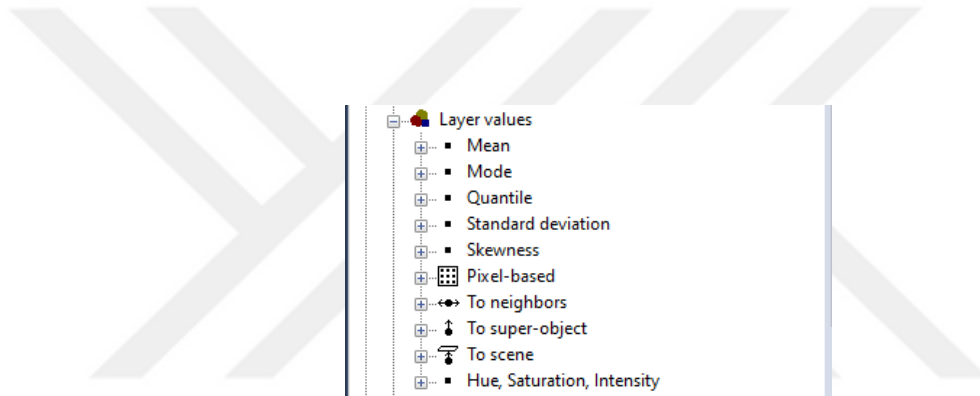 Layer values
Mean
Mode
Quantile
Standard deviation
Skewness
Pixel-based
To neighbors
To super-object
To scene
Hue, Saturation, Intensity